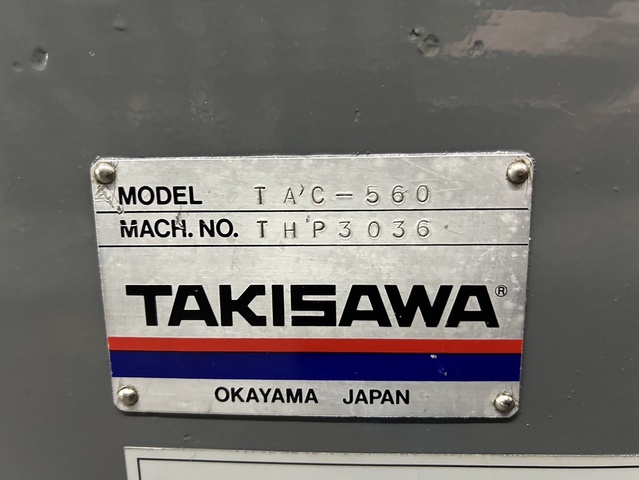 MODEL TAC-560
MACH. NO. THP3036
TAKISAWA®
OKAYAMA JAPAN